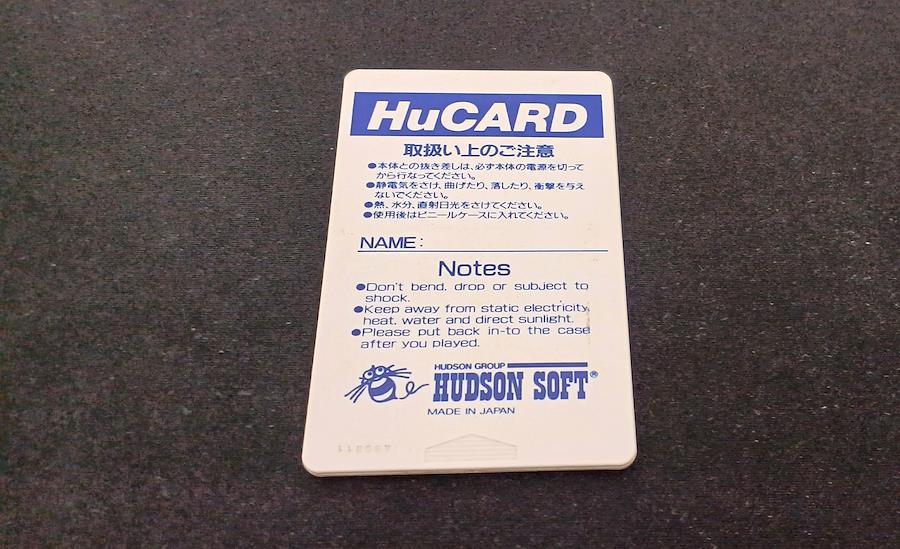 HuCARD
取扱い上のご注意
●本体との抜き差しは、必ず本体の電源を切って
から行なってください。
●静電気をさけ、曲げたり、落したり、衝撃を与え
ないでください。
●熱、水分、直射日光をさけてください。
●使用後はビニールケースに入れてください。
NAME:
Notes
●Don't bend, drop or subject to
shock.
●Keep away from static electricity,
heat, water and direct sunlight.
●Please put back in-to the case
after you played.
HUDSON GROUP
HUDSON SOFT®
MADE IN JAPAN